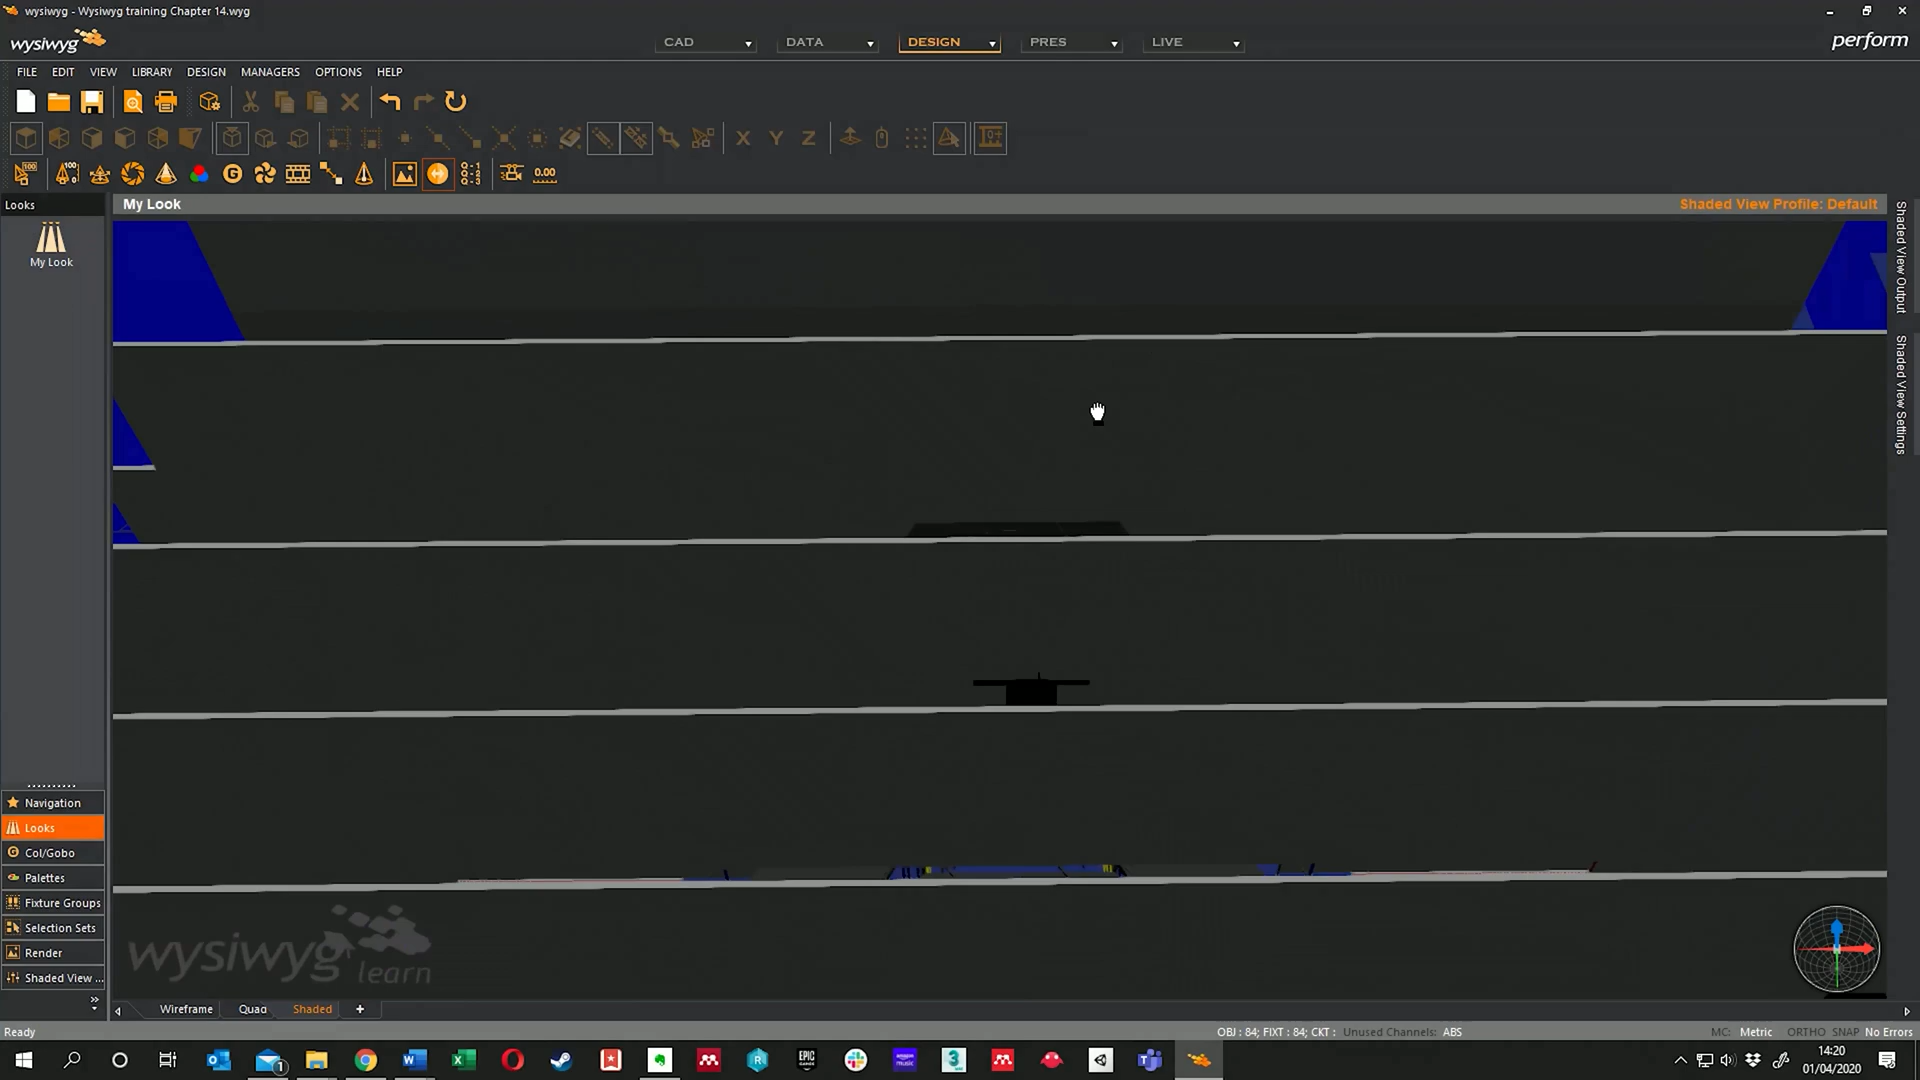 wysiwyg - Wysiwyg training Chapter 14.wyg
wysiwyg
CAD DATA DESIGN PRES LIVE
perform
FILE EDIT VIEW LIBRARY DESIGN MANAGERS OPTIONS HELP
X Y Z
0.00
Looks
My Look
Shaded View Profile: Default
My Look
Shaded View Output
Shaded View Settings
Navigation
Looks
Col/Gobo
Palettes
Fixture Groups
Selection Sets
Render
Shaded View ...
wysiwyg learn
Wireframe Quad Shaded +
Ready
OBJ : 84; FIXT : 84; CKT : Unused Channels: ABS
MC: Metric ORTHO SNAP No Errors
14:20
01/04/2020